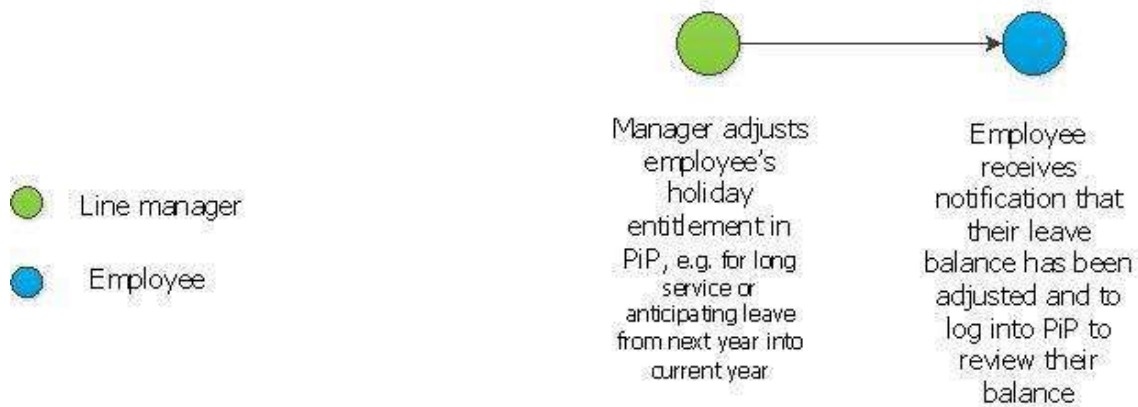 Line manager
Employee
Manager adjusts
employee's
holiday
entitlement in
PiP, e.g. for long
service or
anticipating leave
from next year into
current year
Employee
receives
notification that
their leave
balance has been
adjusted and to
log into PiP to
review their
balance